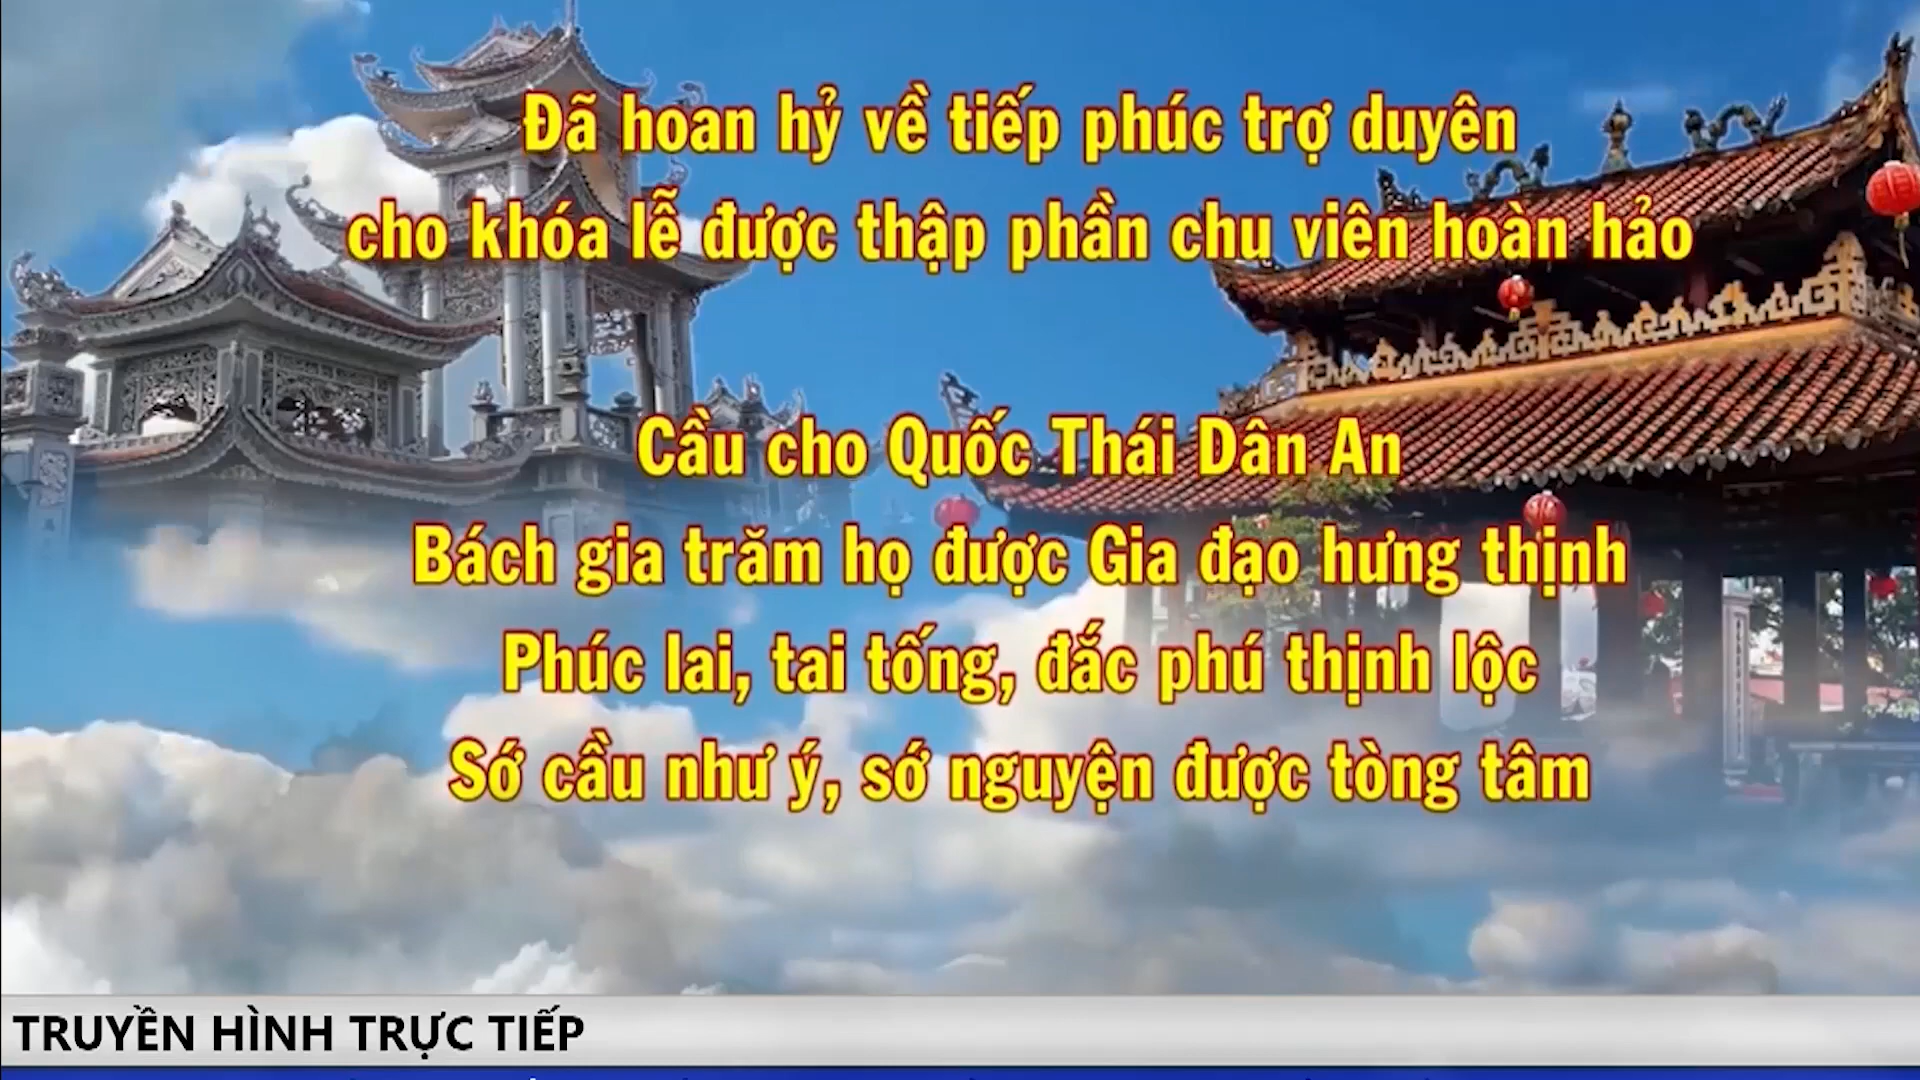 Đã hoan hỷ về tiếp phúc trợ duyên
cho khóa lễ được thập phần chu viên hoàn hảo
Cầu cho Quốc Thái Dân An
Bách gia trăm họ được Gia đạo hưng thịnh
Phúc lai, tai tống, đắc phú thịnh lộc
Sớ cầu như ý, sớ nguyện được tòng tâm
TRUYỀN HÌNH TRỰC TIẾP